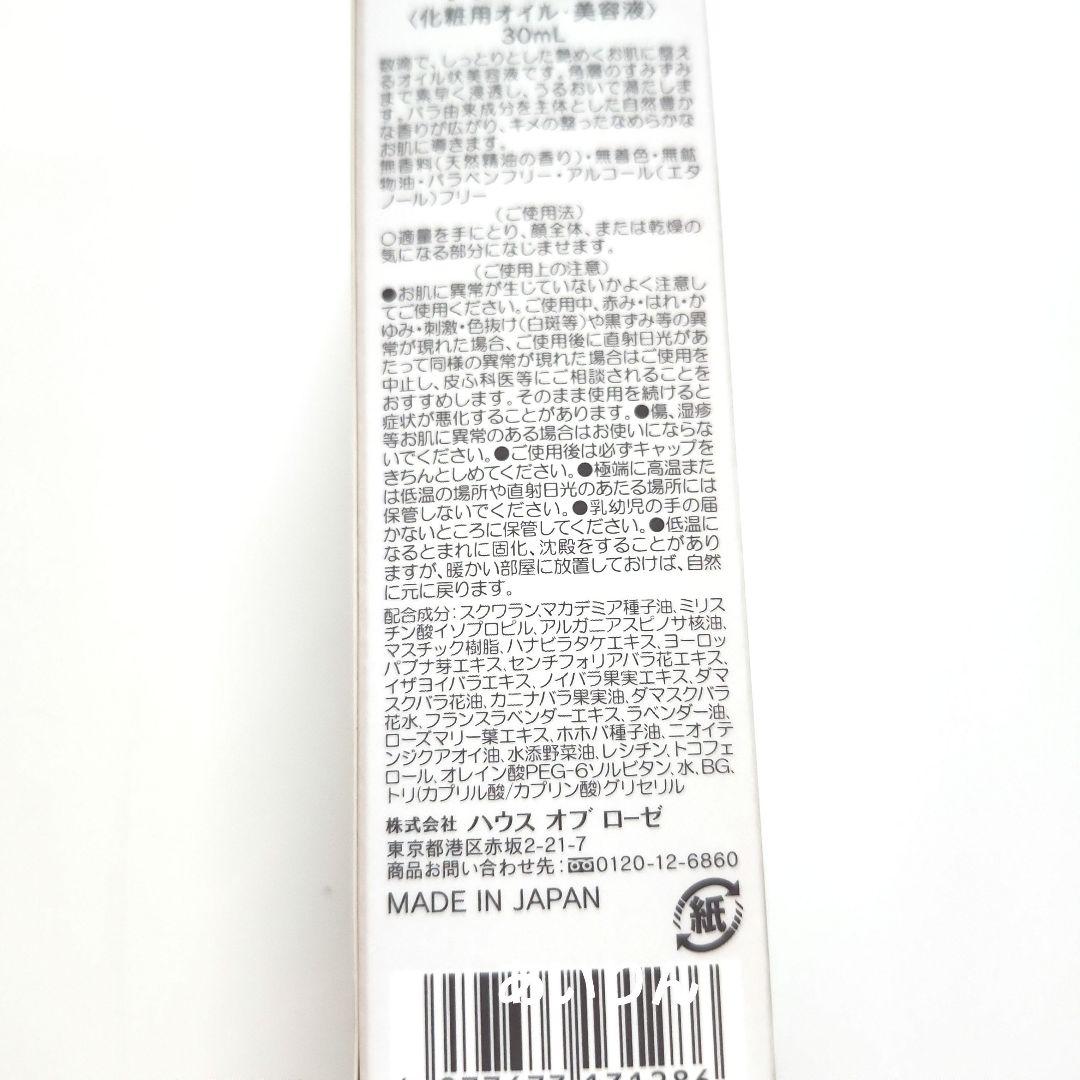 〈化粧用オイル・美容液〉
30mL
数滴で、しっとりとした艶めくお肌に整え
るオイル状美容液です。角層のすみずみ
まで素早く浸透し、うるおいで満たしま
す。バラ由来成分を主体とした自然豊か
な香りが広がり、キメの整ったなめらかな
お肌に導きます。
無香料(天然精油の香り)・無着色・無鉱
物油・パラベンフリー・アルコール(エタ
ノール)フリー
〈ご使用法〉
○適量を手にとり、顔全体、または乾燥の
気になる部分になじませます。
〈ご使用上の注意〉
●お肌に異常が生じていないかよく注意し
てご使用ください。ご使用中、赤み・はれ・か
ゆみ・刺激・色抜け(白斑等)や黒ずみ等の異
常が現れた場合、ご使用後に直射日光があ
たって同様の異常が現れた場合はご使用を
中止し、皮ふ科医等にご相談されることを
おすすめします。そのまま使用を続けると
症状が悪化することがあります。●傷、湿疹
等お肌に異常のある場合はお使いにならな
いでください。●ご使用後は必ずキャップを
きちんとしめてください。●極端に高温また
は低温の場所や直射日光のあたる場所には
保管しないでください。●乳幼児の手の届
かないところに保管してください。●低温に
なるとまれに固化、沈殿をすることがあり
ますが、暖かい部屋に放置しておけば、自然
に元に戻ります。
配合成分:スクワラン、マカデミア種子油、ミリス
チン酸イソプロピル、アルガニアスピノサ核油、
マスチック樹脂、ハナビラタケエキス、ヨーロッ
パブナ芽エキス、センチフォリアバラ花エキス、
イザヨイバラエキス、ノイバラ果実エキス、ダマ
スクバラ花油、カニナバラ果実油、ダマスクバラ
花水、フランスラベンダーエキス、ラベンダー油、
ローズマリー葉エキス、ホホバ種子油、ニオイテ
ンジクアオイ油、水添野菜油、レシチン、トコフェ
ロール、オレイン酸PEG-6ソルビタン、水、BG、
トリ(カプリル酸/カプリン酸)グリセリル
株式会社 ハウス オブ ローゼ
東京都港区赤坂2-21-7
商品お問い合わせ先:0120-12-6860
MADE IN JAPAN
紙
あいりん